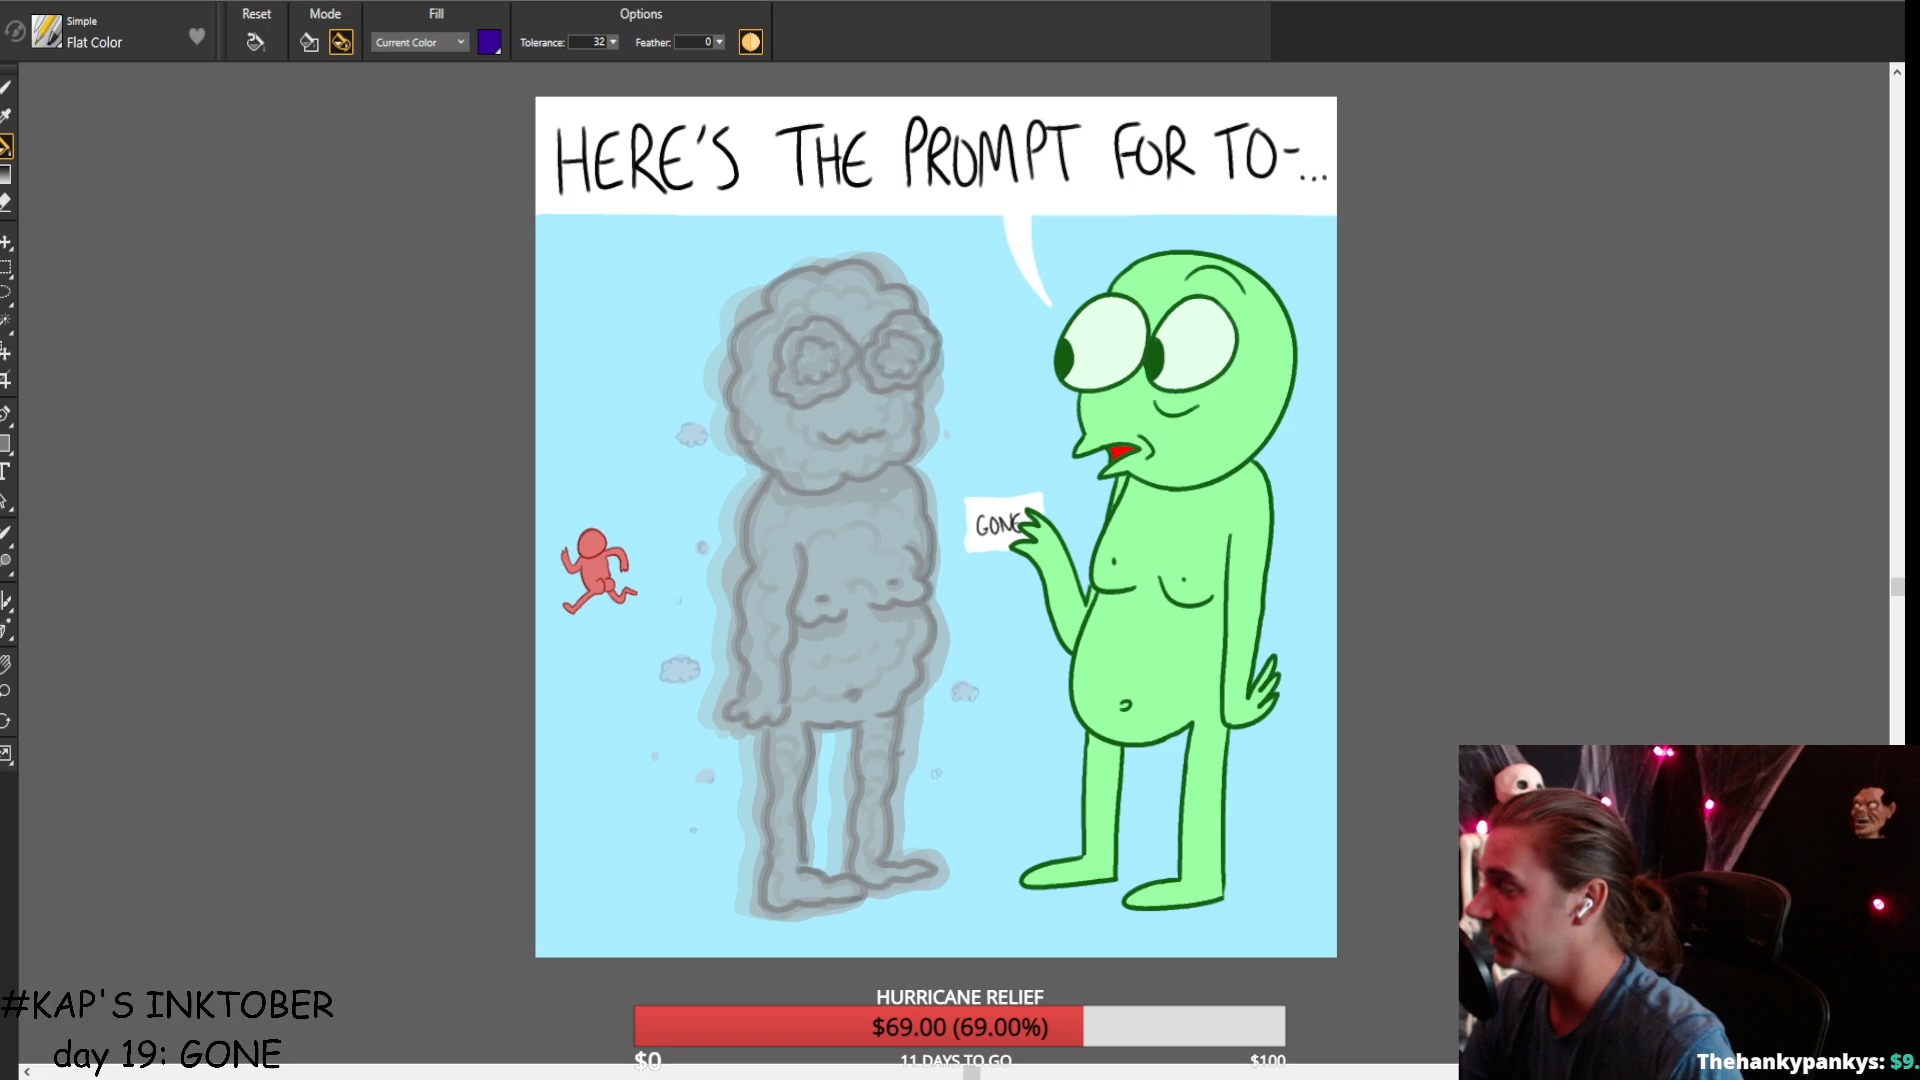 Simple
Flat Color
Reset
Mode
Fill
Current Color
Options
Tolerance: 32
Feather: 0
HERE'S THE PROMPT FOR TO-...
GONE
#KAP'S INKTOBER
day 19: GONE
HURRICANE RELIEF
$69.00 (69.00%)
$0
11 DAYS TO GO
$100
Thehankypankys: $9.